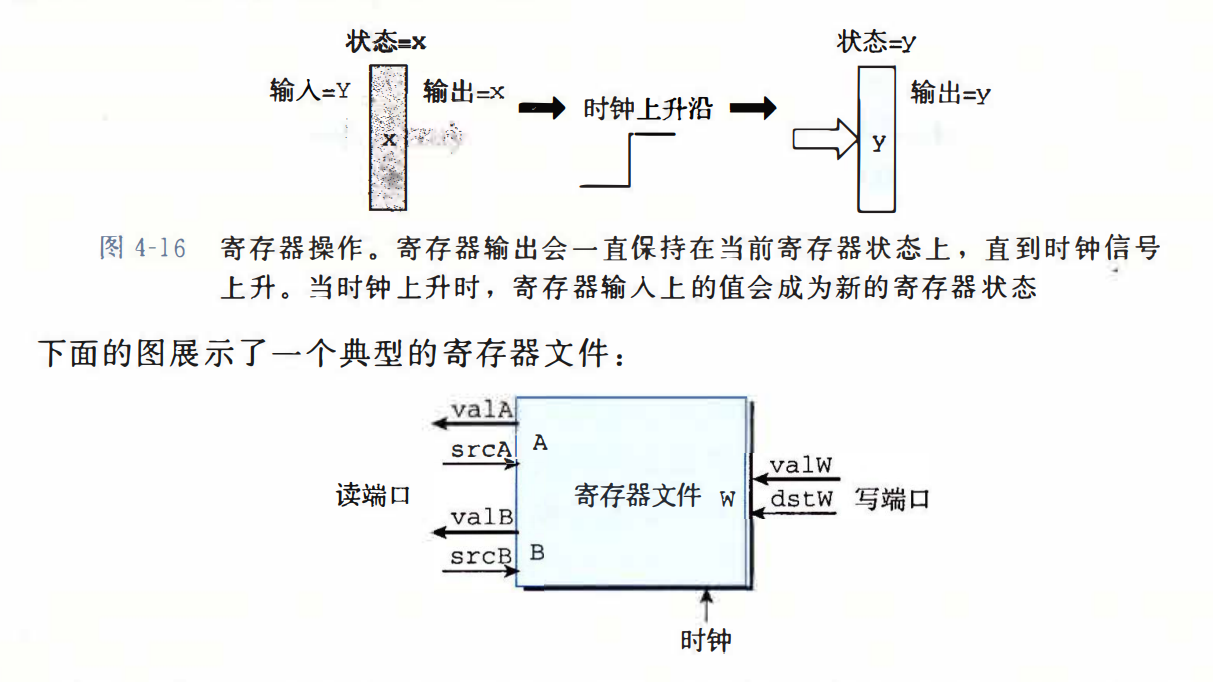 状态=x
状态=y
输入=Y
输出=x
时钟上升沿
输出=y
x
y
图 4-16 寄存器操作。寄存器输出会一直保持在当前寄存器状态上，直到时钟信号
上升。当时钟上升时，寄存器输入上的值会成为新的寄存器状态
下面的图展示了一个典型的寄存器文件：
valA
A
srcA
读端口
valB
srcB
B
寄存器文件
W
valW
dstW
写端口
时钟